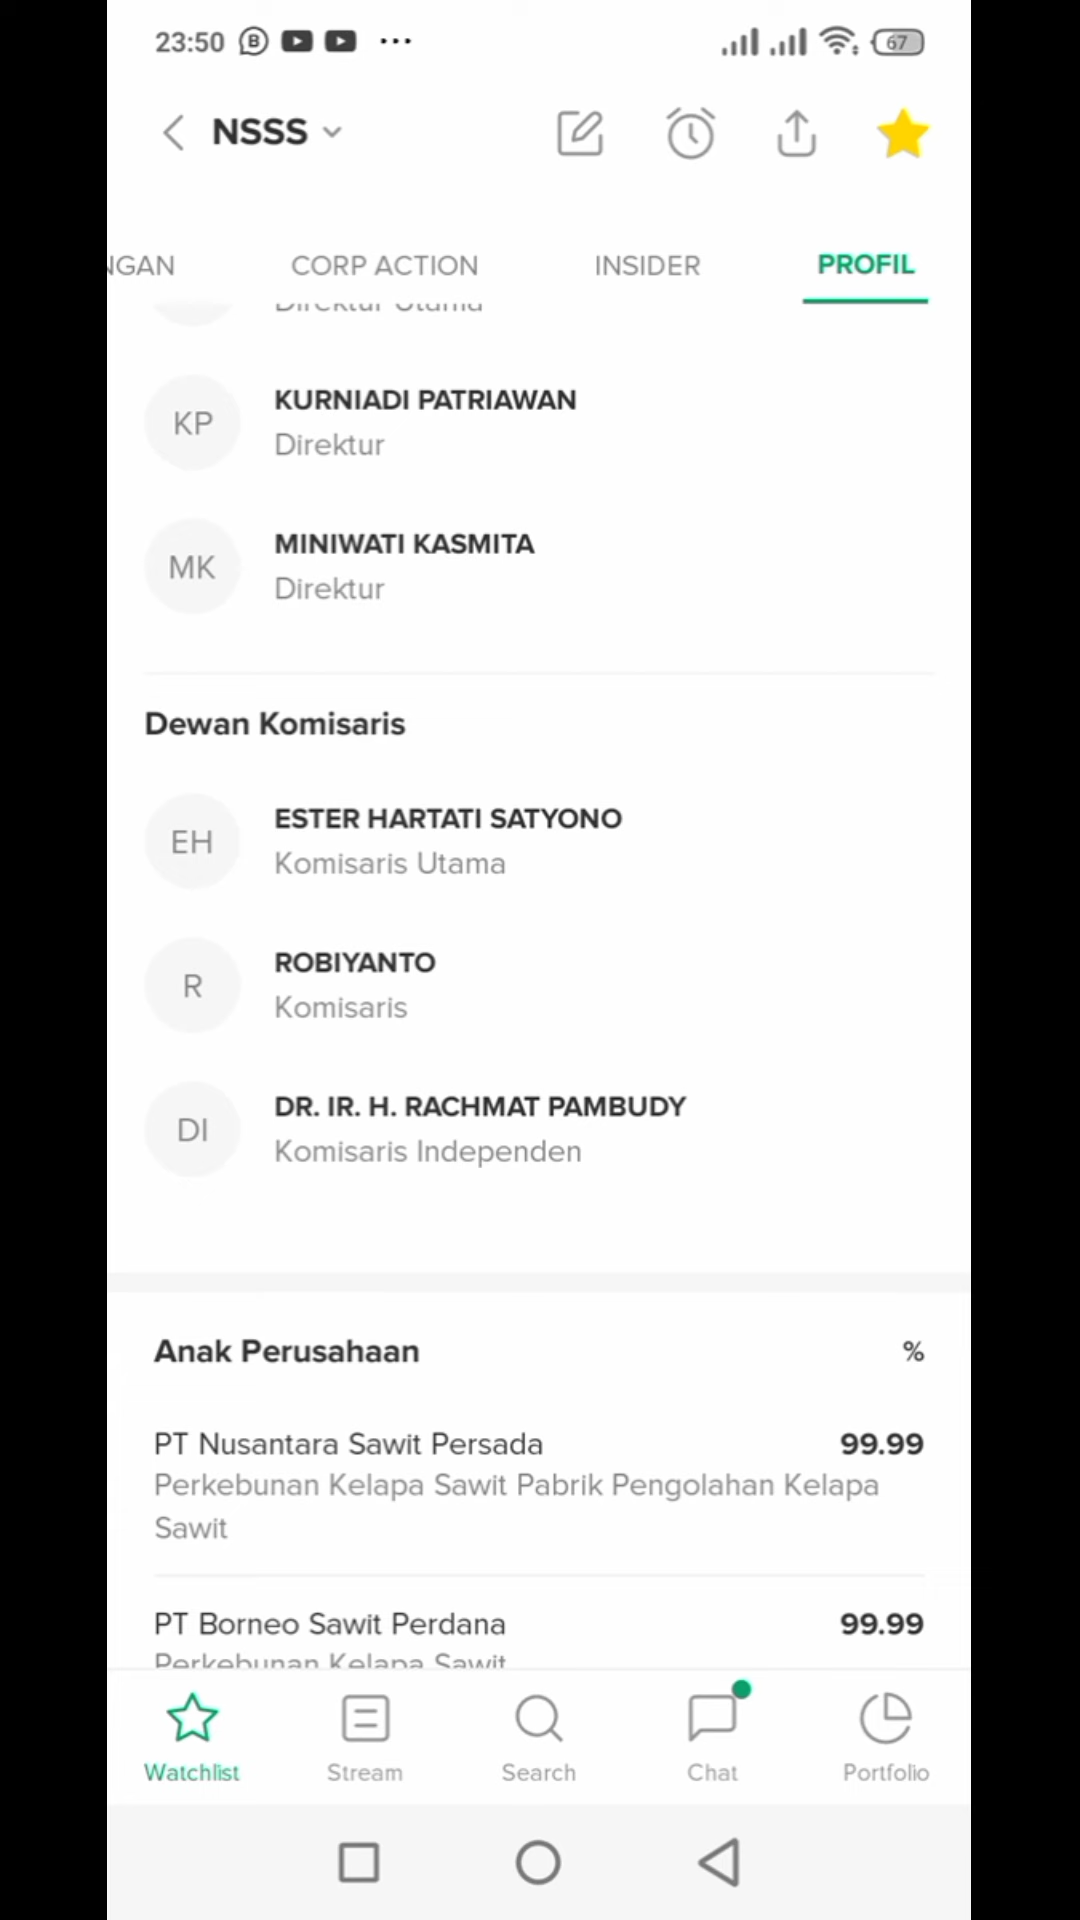 23:50
67
NSSS
NGAN CORP ACTION INSIDER PROFIL
Direktur Utama
KP
KURNIADI PATRIAWAN
Direktur
MK
MINIWATI KASMITA
Direktur
Dewan Komisaris
EH
ESTER HARTATI SATYONO
Komisaris Utama
R
ROBIYANTO
Komisaris
DI
DR. IR. H. RACHMAT PAMBUDY
Komisaris Independen
Anak Perusahaan %
PT Nusantara Sawit Persada 99.99
Perkebunan Kelapa Sawit Pabrik Pengolahan Kelapa
Sawit
PT Borneo Sawit Perdana 99.99
Perkebunan Kelapa Sawit
Watchlist Stream Search Chat Portfolio